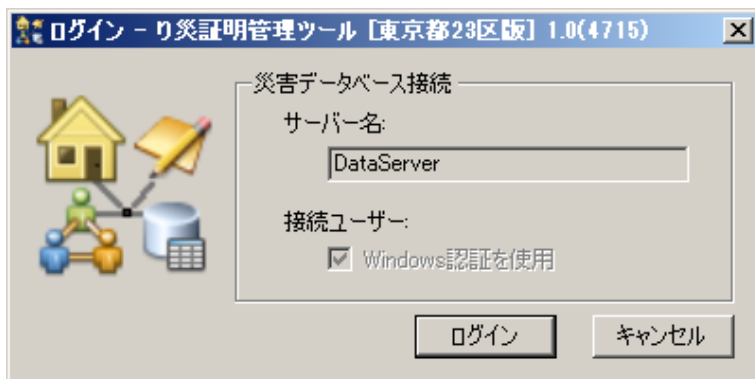 ログイン - り災証明管理ツール [東京都23区版] 1.0(4715)
災害データベース接続
サーバー名:
DataServer
接続ユーザー:
Windows認証を使用
ログイン
キャンセル